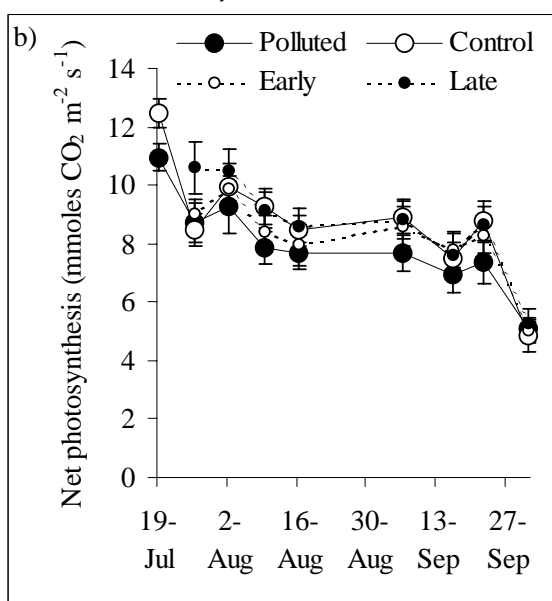 b)
Polluted Control
Early Late
Net photosynthesis (mmoles CO₂ m⁻² s⁻¹)
14
12
10
8
6
4
2
0
19- 2- 16- 30- 13- 27-
Jul Aug Aug Aug Sep Sep